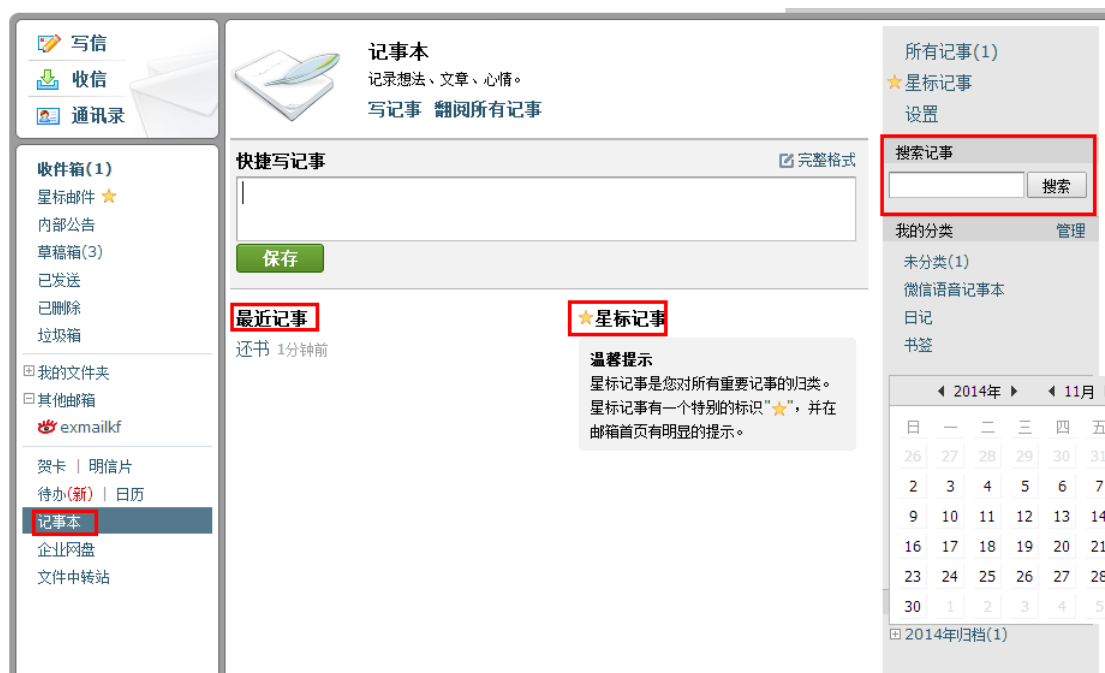 写信
收信
通讯录
收件箱(1)
星标邮件
内部公告
草稿箱(3)
已发送
已删除
垃圾箱
我的文件夹
其他邮箱
exmailkf
贺卡 | 明信片
待办(新) | 日历
记事本
企业网盘
文件中转站
记事本
记录想法、文章、心情。
写记事 翻阅所有记事
快捷写记事 完整格式
保存
最近记事
还书 1分钟前
星标记事
温馨提示
星标记事是您对所有重要记事的归类。
星标记事有一个特别的标识"★"，并在
邮箱首页有明显的提示。
所有记事(1)
星标记事
设置
搜索记事
搜索
我的分类 管理
未分类(1)
微信语音记事本
日记
书签
2014年 11月
日 一 二 三 四 五
26 27 28 29 30 31
2 3 4 5 6 7
9 10 11 12 13 14
16 17 18 19 20 21
23 24 25 26 27 28
30 1 2 3 4 5
2014年归档(1)